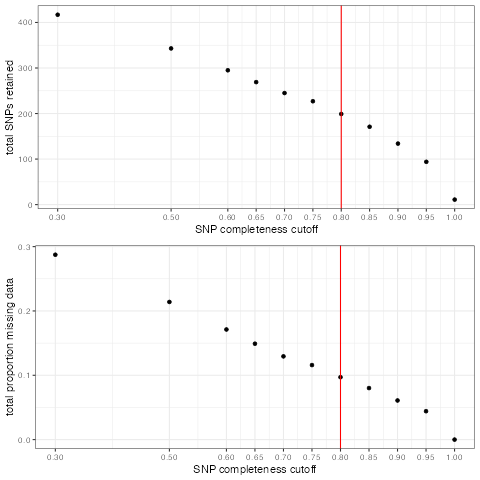 400
300
200
100
0
total SNPs retained
0.30 0.50 0.60 0.65 0.70 0.75 0.80 0.85 0.90 0.95 1.00
SNP completeness cutoff
0.3
0.2
0.1
0.0
total proportion missing data
0.30 0.50 0.60 0.65 0.70 0.75 0.80 0.85 0.90 0.95 1.00
SNP completeness cutoff